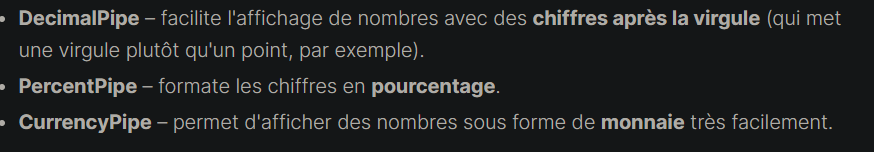 • DecimalPipe – facilite l'affichage de nombres avec des chiffres après la virgule (qui met
une virgule plutôt qu'un point, par exemple).
• PercentPipe – formate les chiffres en pourcentage.
• CurrencyPipe – permet d'afficher des nombres sous forme de monnaie très facilement.